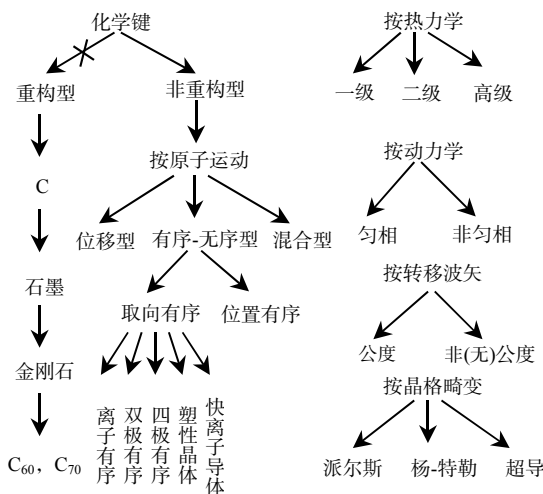 化学键
重构型 非重构型
C
石墨
金刚石
C60，C70
按原子运动
位移型 有序-无序型 混合型
取向有序 位置有序
离子有序
双极有序
四极有序
塑性晶体
快离子导体
按热力学
一级 二级 高级
按动力学
匀相 非匀相
按转移波矢
公度 非(无)公度
按晶格畸变
派尔斯 杨-特勒 超导